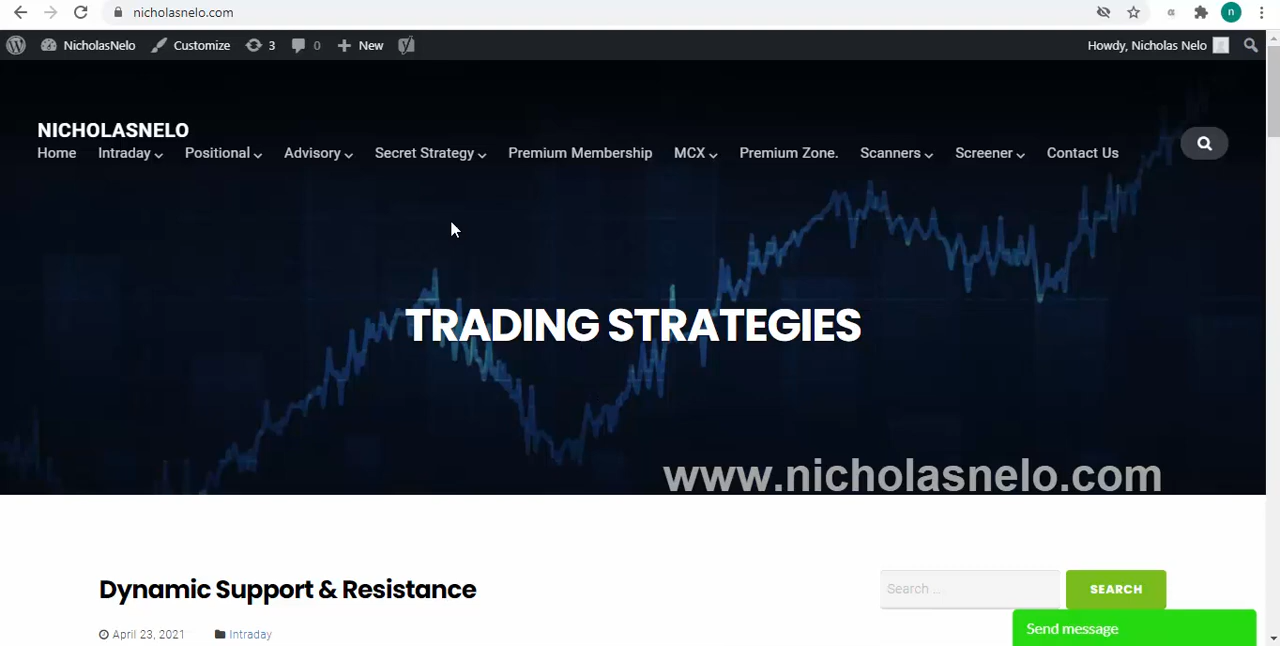 nicholasnelo.com
n
NicholasNelo Customize 3 0 New Howdy, Nicholas Nelo
NICHOLASNELO
Home Intraday Positional Advisory Secret Strategy Premium Membership MCX Premium Zone. Scanners Screener Contact Us
TRADING STRATEGIES
www.nicholasnelo.com
Dynamic Support & Resistance
Search ... SEARCH
April 23, 2021 Intraday
Send message